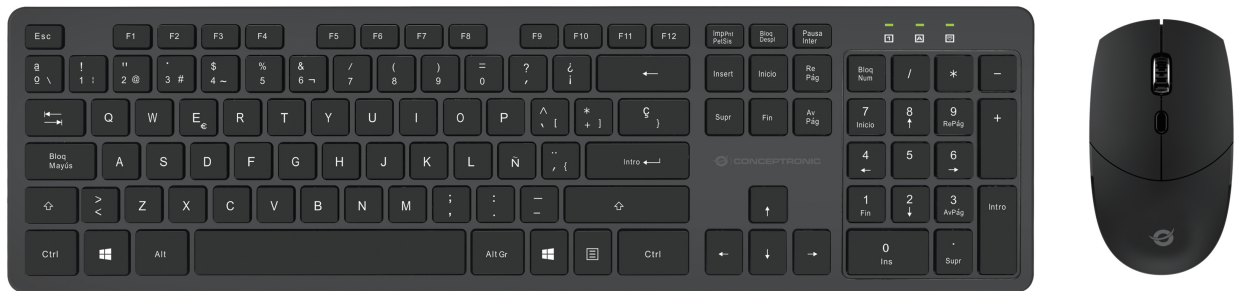 Esc F1 F2 F3 F4 F5 F6 F7 F8 F9 F10 F11 F12 ImpPnt Bloq Pausa
PetSis Despl Inter
ª ! " · $ % & / ( ) = ? ¿ Insert Inicio Re Bloq / * -
º \ 1 ¦ 2 @ 3 # 4 ~ 5 6 ¬ 7 8 9 0 ' ¡ ← Pág Num
Q W E € R T Y U I O P ^ ` [ * + ] Ç } Supr Fin Av 7 8 9 +
Pág Inicio ↑ RePág
Bloq A S D F G H J K L Ñ ¨ ´ { Intro CONCEPTRONIC 4 5 6
Mayús ← →
> < Z X C V B N M ; , : . _ - ↑ 1 2 3 Intro
Fin ↓ AvPág
Ctrl Alt Alt Gr Ctrl ← ↓ → 0 .
Ins Supr